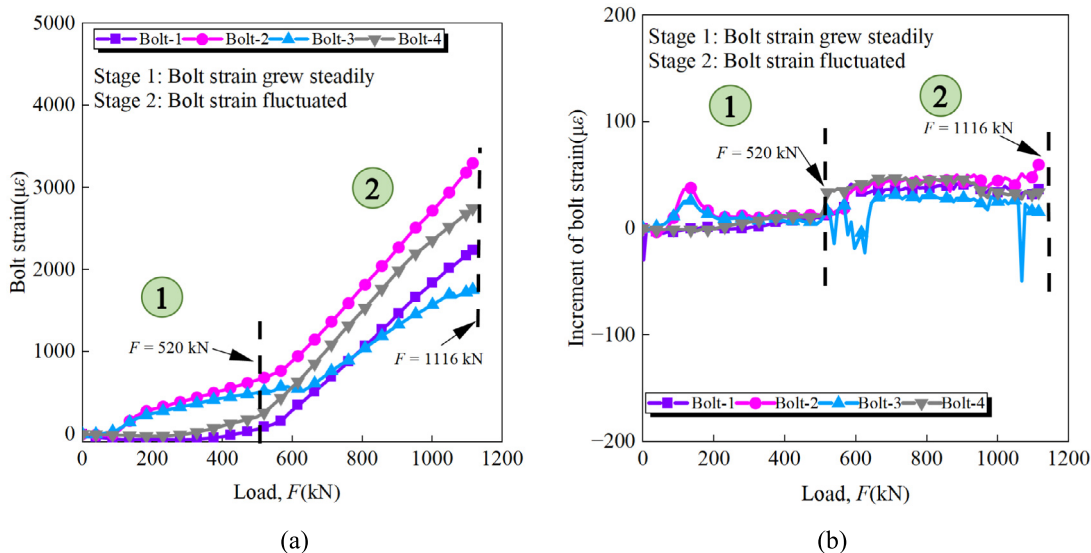 5000
4000
3000
2000
1000
0
Bolt strain(με)
Bolt-1 Bolt-2 Bolt-3 Bolt-4
Stage 1: Bolt strain grew steadily
Stage 2: Bolt strain fluctuated
1
2
F = 520 kN
F = 1116 kN
0 200 400 600 800 1000 1200
Load, F(kN)
(a)
200
100
0
−100
−200
Increment of bolt strain(με)
Stage 1: Bolt strain grew steadily
Stage 2: Bolt strain fluctuated
1
2
F = 520 kN
F = 1116 kN
Bolt-1 Bolt-2 Bolt-3 Bolt-4
0 200 400 600 800 1000 1200
Load, F(kN)
(b)